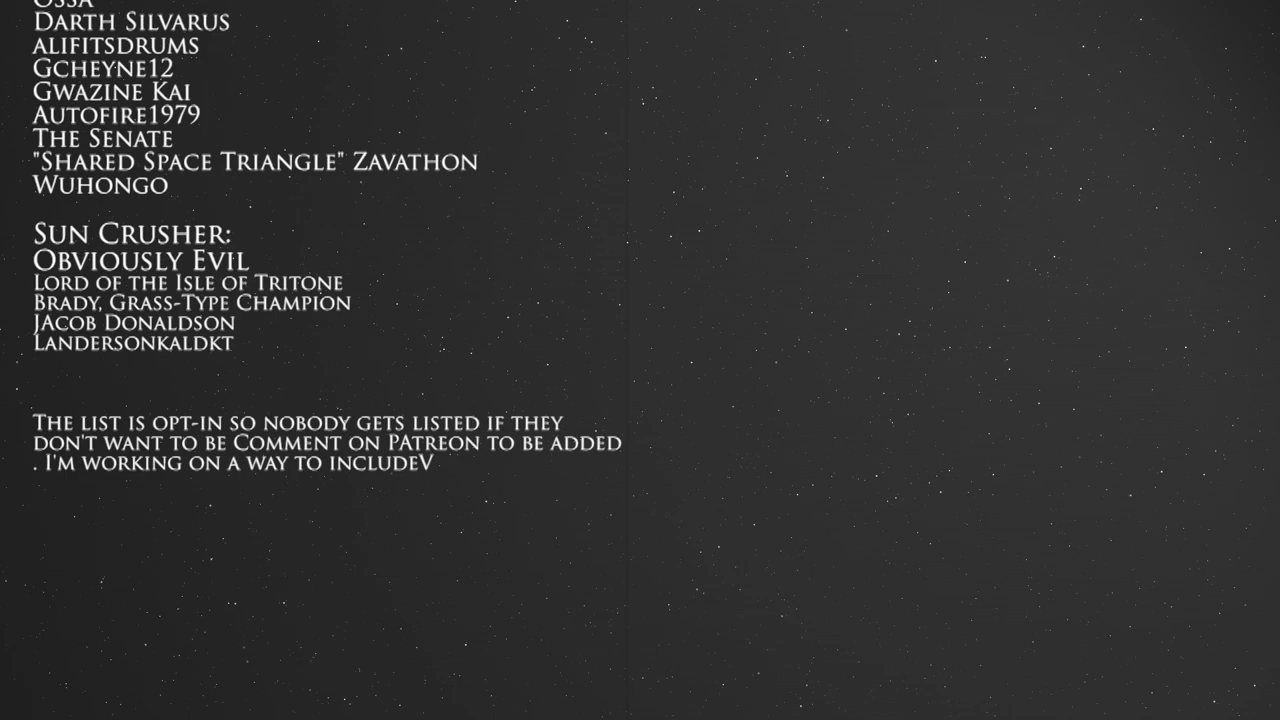 Ossa
Darth Silvarus
alifitsdrums
Gcheyne12
Gwazine Kai
Autofire1979
The Senate
"Shared Space Triangle" Zavathon
Wuhongo
Sun Crusher:
Obviously Evil
Lord of the Isle of Tritone
Brady, Grass-Type Champion
JAcob Donaldson
Landersonkaldkt
The list is opt-in so nobody gets listed if they
don't want to be Comment on PAtreon to be added
. I'm working on a way to includeV